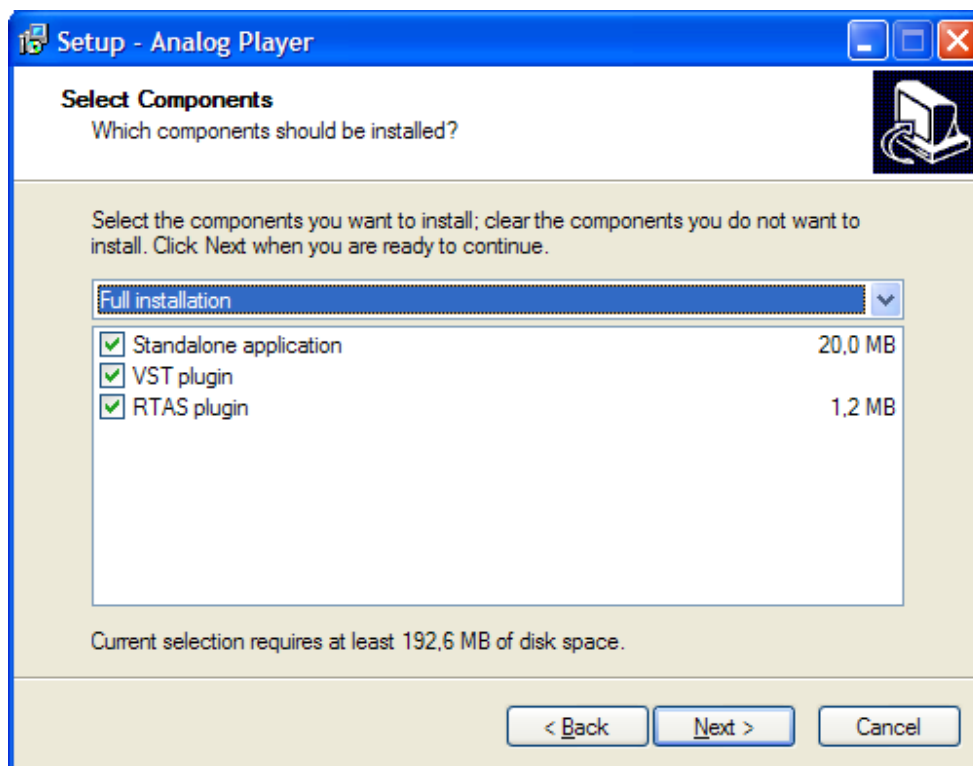 Setup - Analog Player
Select Components
Which components should be installed?
Select the components you want to install; clear the components you do not want to
install. Click Next when you are ready to continue.
Full installation
Standalone application 20,0 MB
VST plugin
RTAS plugin 1,2 MB
Current selection requires at least 192,6 MB of disk space.
< Back Next > Cancel